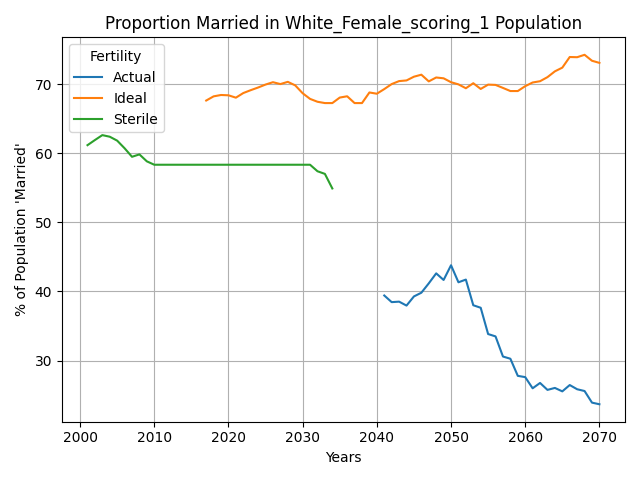 Proportion Married in White_Female_scoring_1 Population
Fertility
Actual
Ideal
Sterile
% of Population 'Married'
70
60
50
40
30
2000 2010 2020 2030 2040 2050 2060 2070
Years